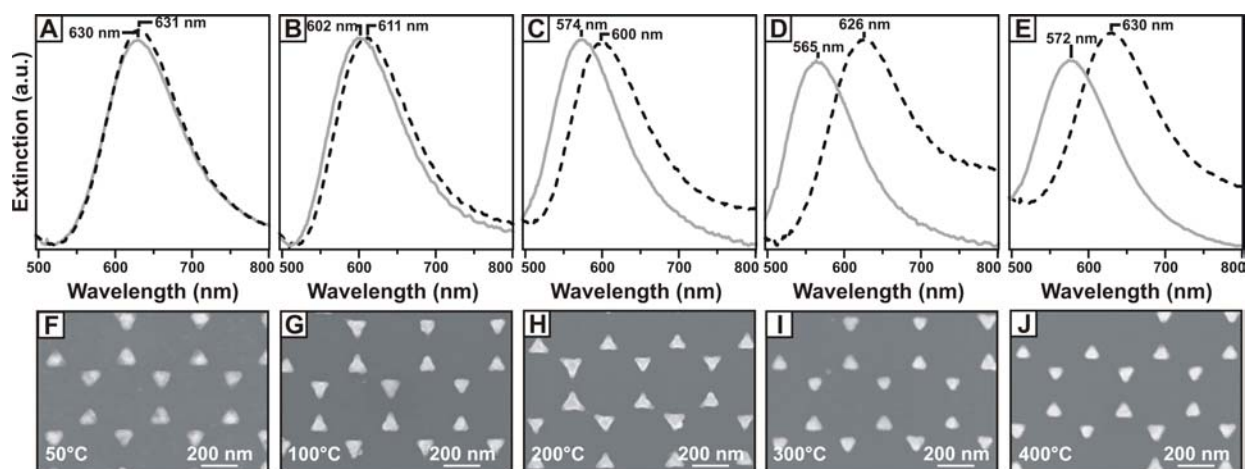 A
630 nm
631 nm
B
602 nm
611 nm
C
574 nm
600 nm
D
565 nm
626 nm
E
572 nm
630 nm
Extinction (a.u.)
500 600 700 800
500 600 700 800
500 600 700 800
500 600 700 800
500 600 700 800
Wavelength (nm)
Wavelength (nm)
Wavelength (nm)
Wavelength (nm)
Wavelength (nm)
F
50°C
200 nm
G
100°C
200 nm
H
200°C
200 nm
I
300°C
200 nm
J
400°C
200 nm